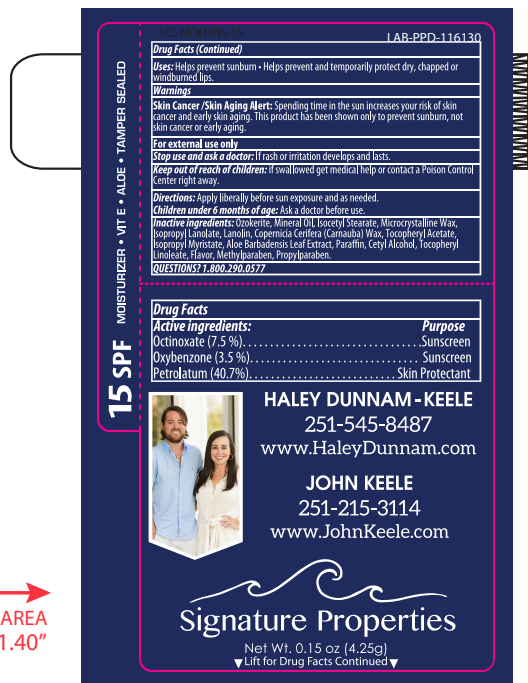 LCS MOI NPIG 15
LAB-PPD-116130
Drug Facts (Continued)
Uses: Helps prevent sunburn • Helps prevent and temporarily protect dry, chapped or
windburned lips.
Warnings
Skin Cancer /Skin Aging Alert: Spending time in the sun increases your risk of skin
cancer and early skin aging. This product has been shown only to prevent sunburn, not
skin cancer or early aging.
For external use only
Stop use and ask a doctor: If rash or irritation develops and lasts.
Keep out of reach of children: if swallowed get medical help or contact a Poison Control
Center right away.
Directions: Apply liberally before sun exposure and as needed.
Children under 6 months of age: Ask a doctor before use.
Inactive ingredients: Ozokerite, Mineral Oil, Isocetyl Stearate, Microcrystalline Wax,
Isopropyl Lanolate, Lanolin, Copernicia Cerifera (Carnauba) Wax, Tocopheryl Acetate,
Isopropyl Myristate, Aloe Barbadensis Leaf Extract, Paraffin, Cetyl Alcohol, Tocopheryl
Linoleate, Flavor, Methylparaben, Propylparaben.
QUESTIONS? 1.800.290.0577
15 SPF MOISTURIZER • VIT E • ALOE • TAMPER SEALED
Drug Facts
Active ingredients: Purpose
Octinoxate (7.5 %)................................Sunscreen
Oxybenzone (3.5 %)............................... Sunscreen
Petrolatum (40.7%)...........................Skin Protectant
HALEY DUNNAM-KEELE
251-545-8487
www.HaleyDunnam.com
JOHN KEELE
251-215-3114
www.JohnKeele.com
Signature Properties
Net Wt. 0.15 oz (4.25g)
▼Lift for Drug Facts Continued▼
AREA
1.40”